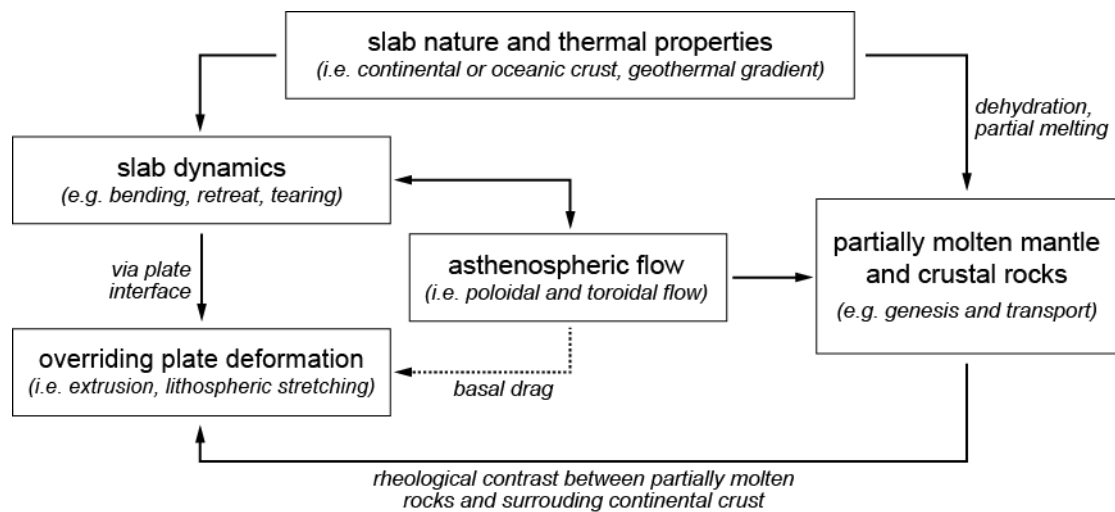 slab nature and thermal properties
(i.e. continental or oceanic crust, geothermal gradient)
dehydration,
partial melting
slab dynamics
(e.g. bending, retreat, tearing)
via plate
interface
asthenospheric flow
(i.e. poloidal and toroidal flow)
partially molten mantle
and crustal rocks
(e.g. genesis and transport)
overriding plate deformation
(i.e. extrusion, lithospheric stretching)
basal drag
rheological contrast between partially molten
rocks and surrouding continental crust